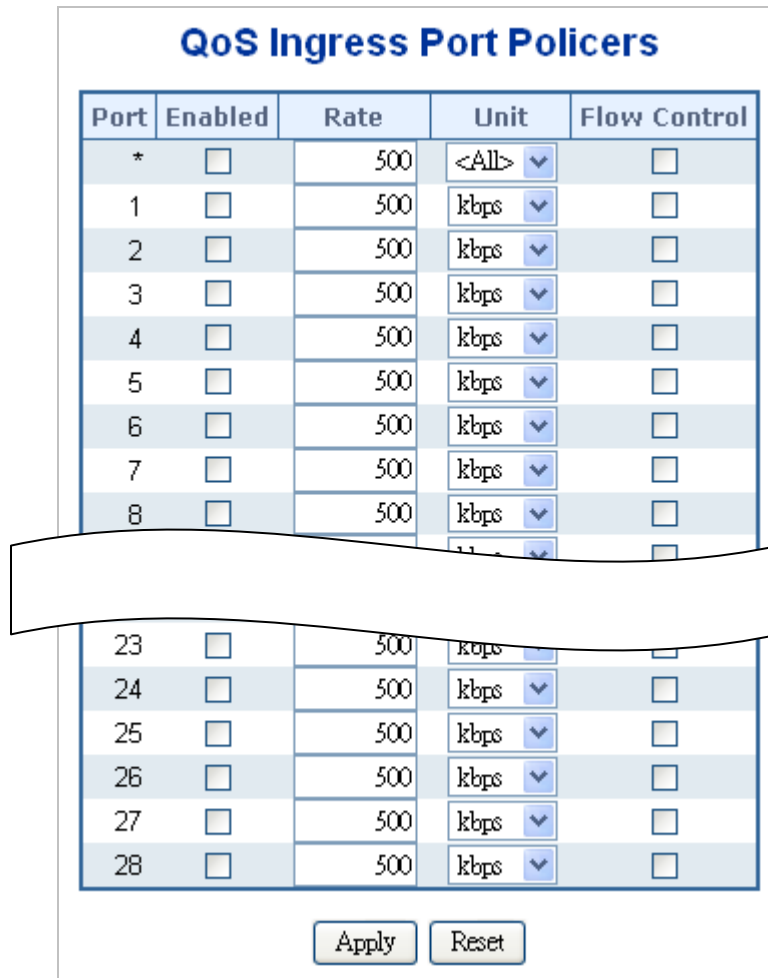 QoS Ingress Port Policers
Port Enabled Rate Unit Flow Control
* 500 <All>
1 500 kbps
2 500 kbps
3 500 kbps
4 500 kbps
5 500 kbps
6 500 kbps
7 500 kbps
8 500 kbps
23 500 kbps
24 500 kbps
25 500 kbps
26 500 kbps
27 500 kbps
28 500 kbps
Apply Reset